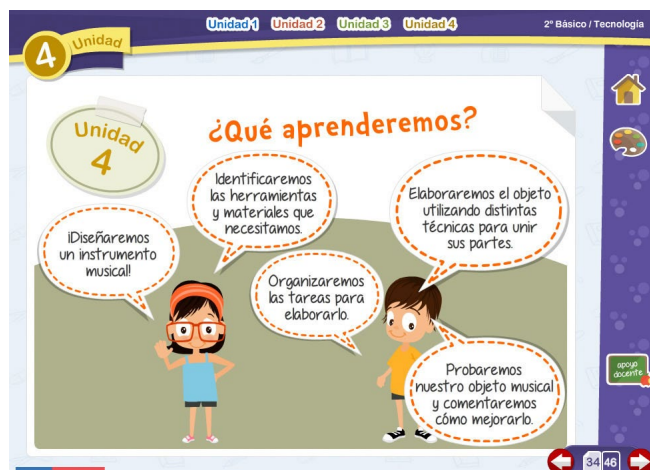 Unidad 1 Unidad 2 Unidad 3 Unidad 4
2º Básico / Tecnología
4 Unidad
Unidad
4
¿Qué aprenderemos?
¡Diseñaremos
un instrumento
musical!
Identificaremos
las herramientas
y materiales que
necesitamos.
Organizaremos
las tareas para
elaborarlo.
Elaboraremos el objeto
utilizando distintas
técnicas para unir
sus partes.
Probaremos
nuestro objeto musical
y comentaremos
cómo mejorarlo.
apoyo
docente
34 46